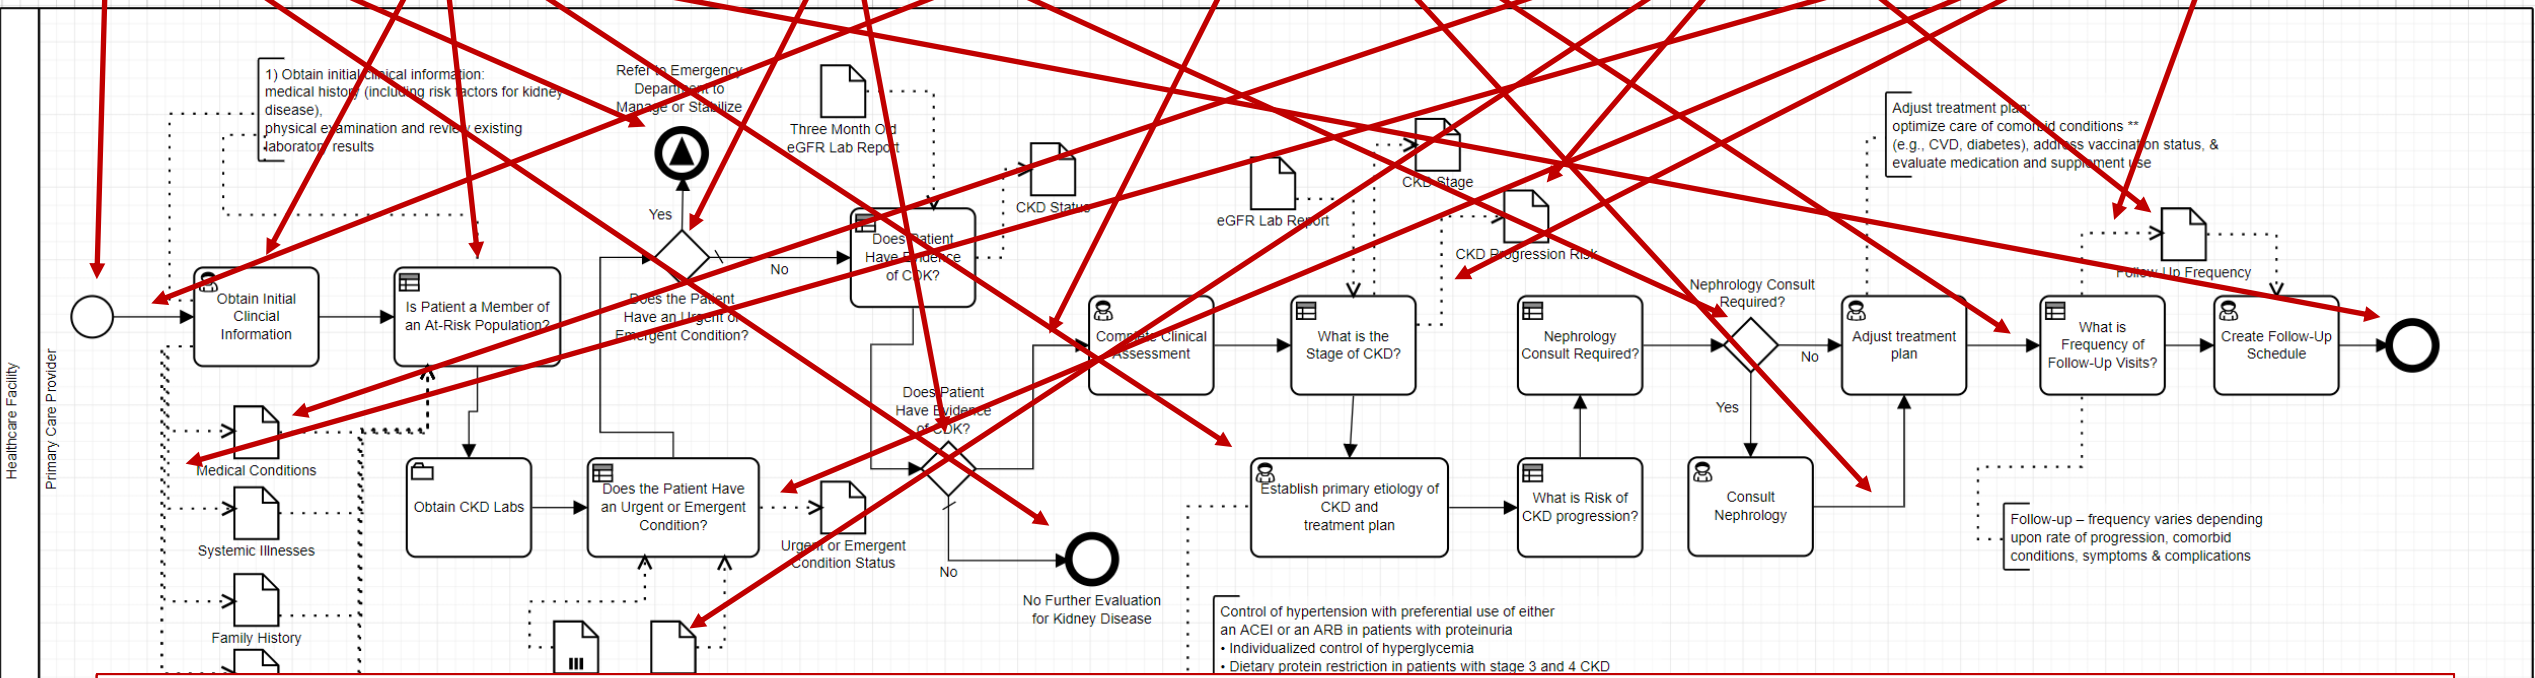 Healthcare Facility
Primary Care Provider
1) Obtain initial clinical information:
medical history (including risk factors for kidney
disease),
physical examination and review existing
laboratory results
Obtain Initial
Clincial
Information
Is Patient a Member of
an At-Risk Population?
Medical Conditions
Systemic Illnesses
Family History
Obtain CKD Labs
Refer to Emergency
Department to
Manage or Stabilize
Yes
No
Does the Patient
Have an Urgent or
Emergent Condition?
Does the Patient Have
an Urgent or Emergent
Condition?
Urgent or Emergent
Condition Status
Three Month Old
eGFR Lab Report
Does Patient
Have Evidence
of CDK?
CKD Status
Does Patient
Have Evidence
of CDK?
No
No Further Evaluation
for Kidney Disease
Complete Clinical
Assessment
eGFR Lab Report
CKD Stage
CKD Progression Risk
What is the
Stage of CKD?
Establish primary etiology of
CKD and
treatment plan
Control of hypertension with preferential use of either
an ACEI or an ARB in patients with proteinuria
• Individualized control of hyperglycemia
• Dietary protein restriction in patients with stage 3 and 4 CKD
What is Risk of
CKD progression?
Nephrology
Consult Required?
Nephrology Consult
Required?
No
Yes
Consult
Nephrology
Adjust treatment
plan
Adjust treatment plan:
optimize care of comorbid conditions **
(e.g., CVD, diabetes), address vaccination status, &
evaluate medication and supplement use
What is
Frequency of
Follow-Up Visits?
Follow Up Frequency
Create Follow-Up
Schedule
Follow-up – frequency varies depending
upon rate of progression, comorbid
conditions, symptoms & complications